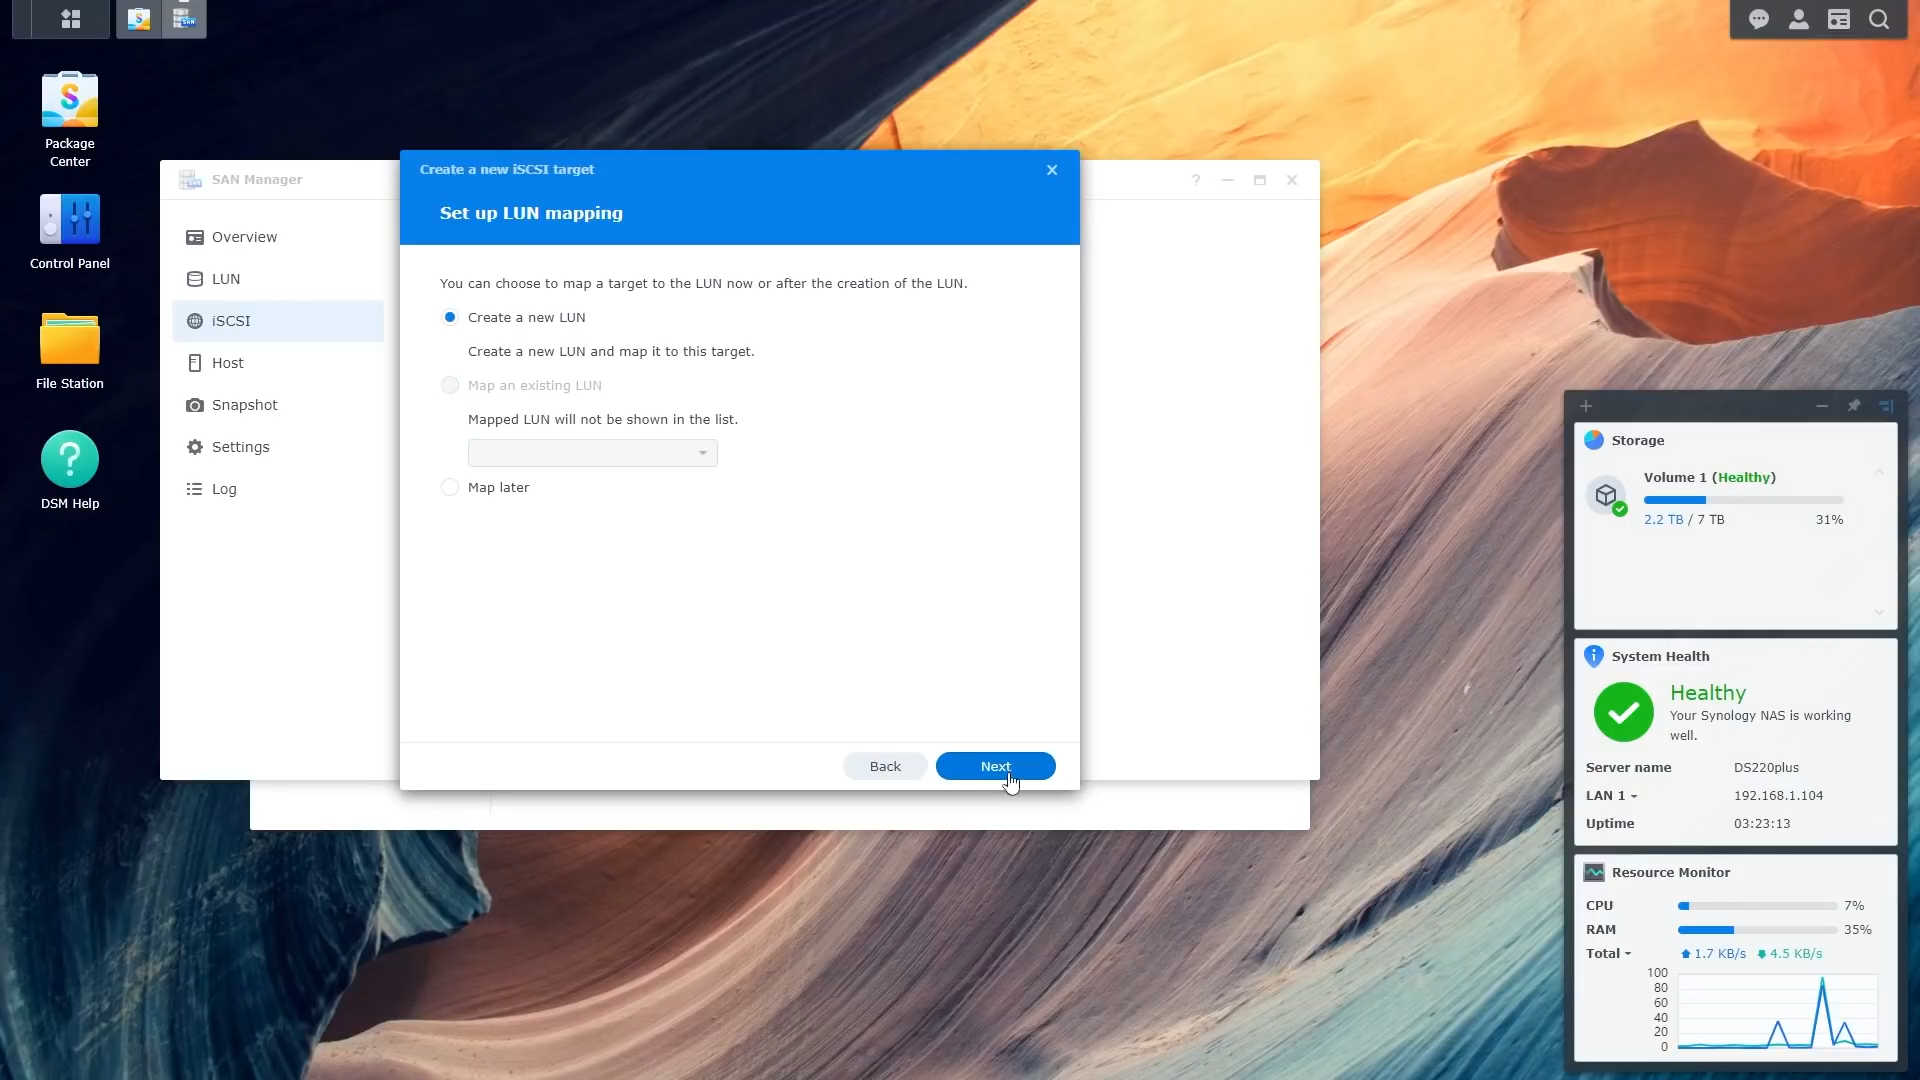 Package
Center
Control Panel
File Station
DSM Help
SAN Manager
Overview
LUN
iSCSI
Host
Snapshot
Settings
Log
Create a new iSCSI target
Set up LUN mapping
You can choose to map a target to the LUN now or after the creation of the LUN.
Create a new LUN
Create a new LUN and map it to this target.
Map an existing LUN
Mapped LUN will not be shown in the list.
Map later
Back
Next
Storage
Volume 1 (Healthy)
2.2 TB / 7 TB 31%
System Health
Healthy
Your Synology NAS is working
well.
Server name DS220plus
LAN 1 192.168.1.104
Uptime 03:23:13
Resource Monitor
CPU 7%
RAM 35%
Total 1.7 KB/s 4.5 KB/s
100
80
60
40
20
0